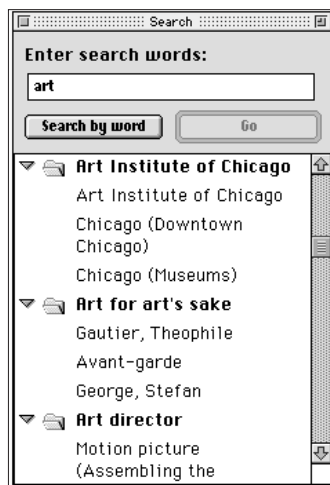 Search
Enter search words:
art
Search by word
Go
Art Institute of Chicago
Art Institute of Chicago
Chicago (Downtown
Chicago)
Chicago (Museums)
Art for art's sake
Gautier, Theophile
Avant-garde
George, Stefan
Art director
Motion picture
(Assembling the